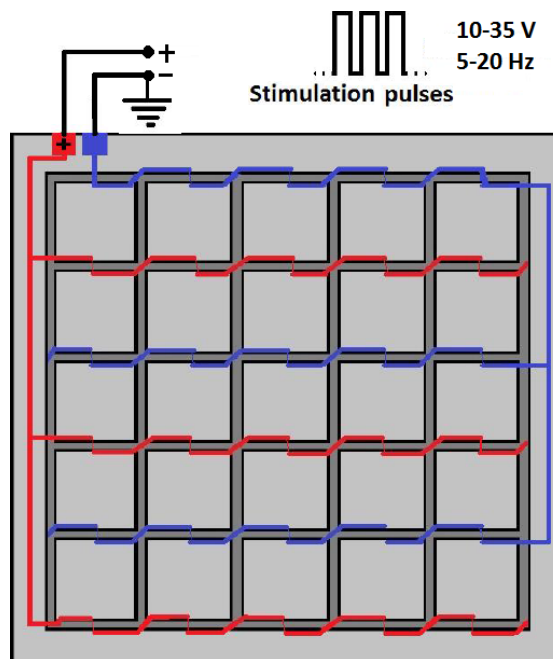 10-35 V
+
5-20 Hz
-
Stimulation pulses
+